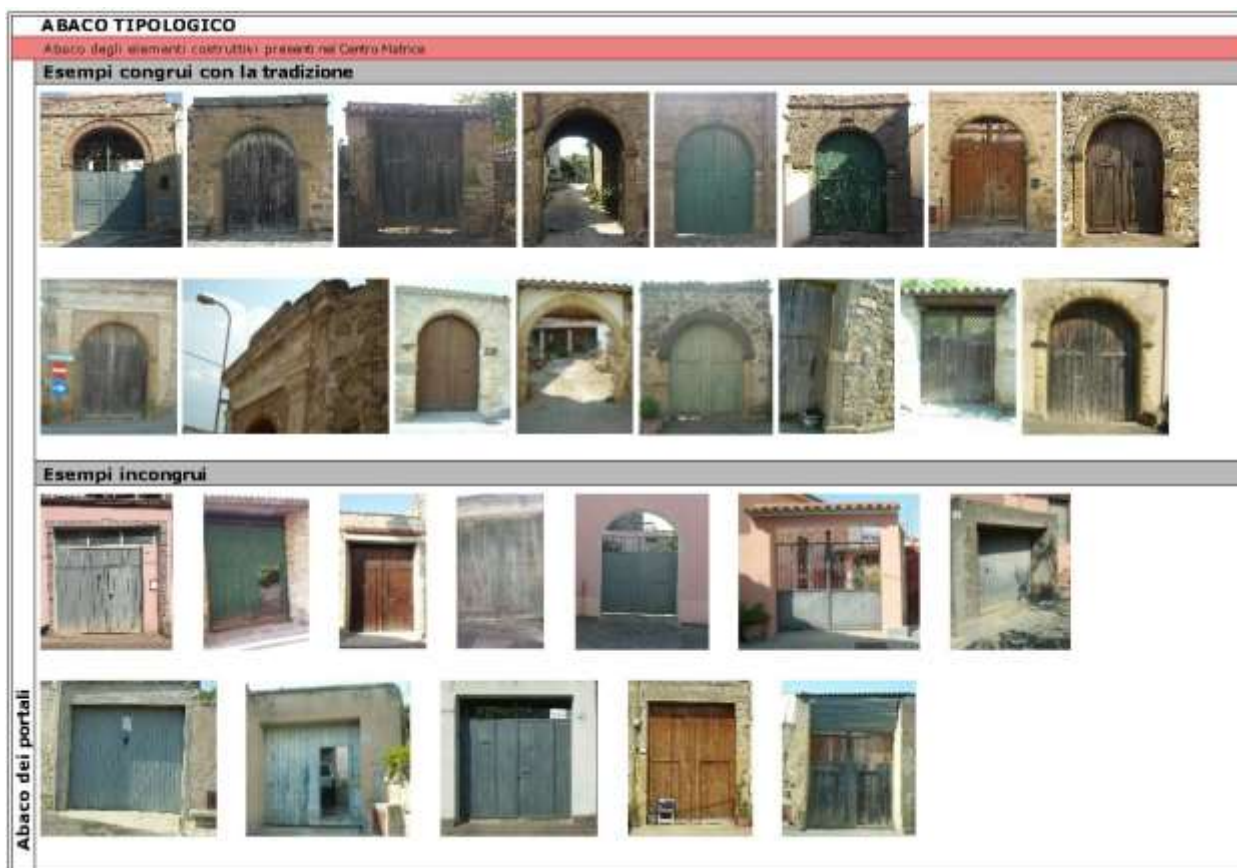 ABACO TIPOLOGICO
Abaco degli elementi costruttivi presenti nel Centro Matrice
Esempi congrui con la tradizione
Esempi incongrui
Abaco dei portali